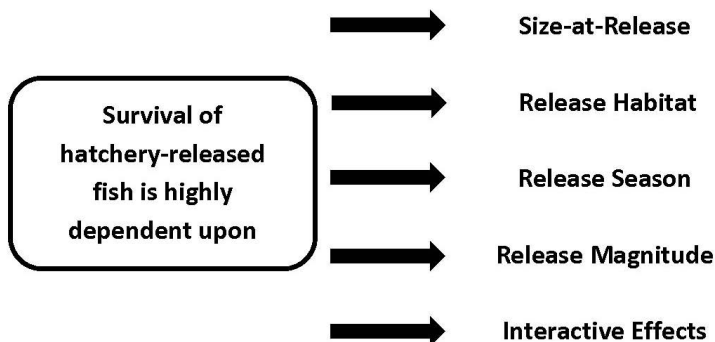 Survival of
hatchery-released
fish is highly
dependent upon
Size-at-Release
Release Habitat
Release Season
Release Magnitude
Interactive Effects